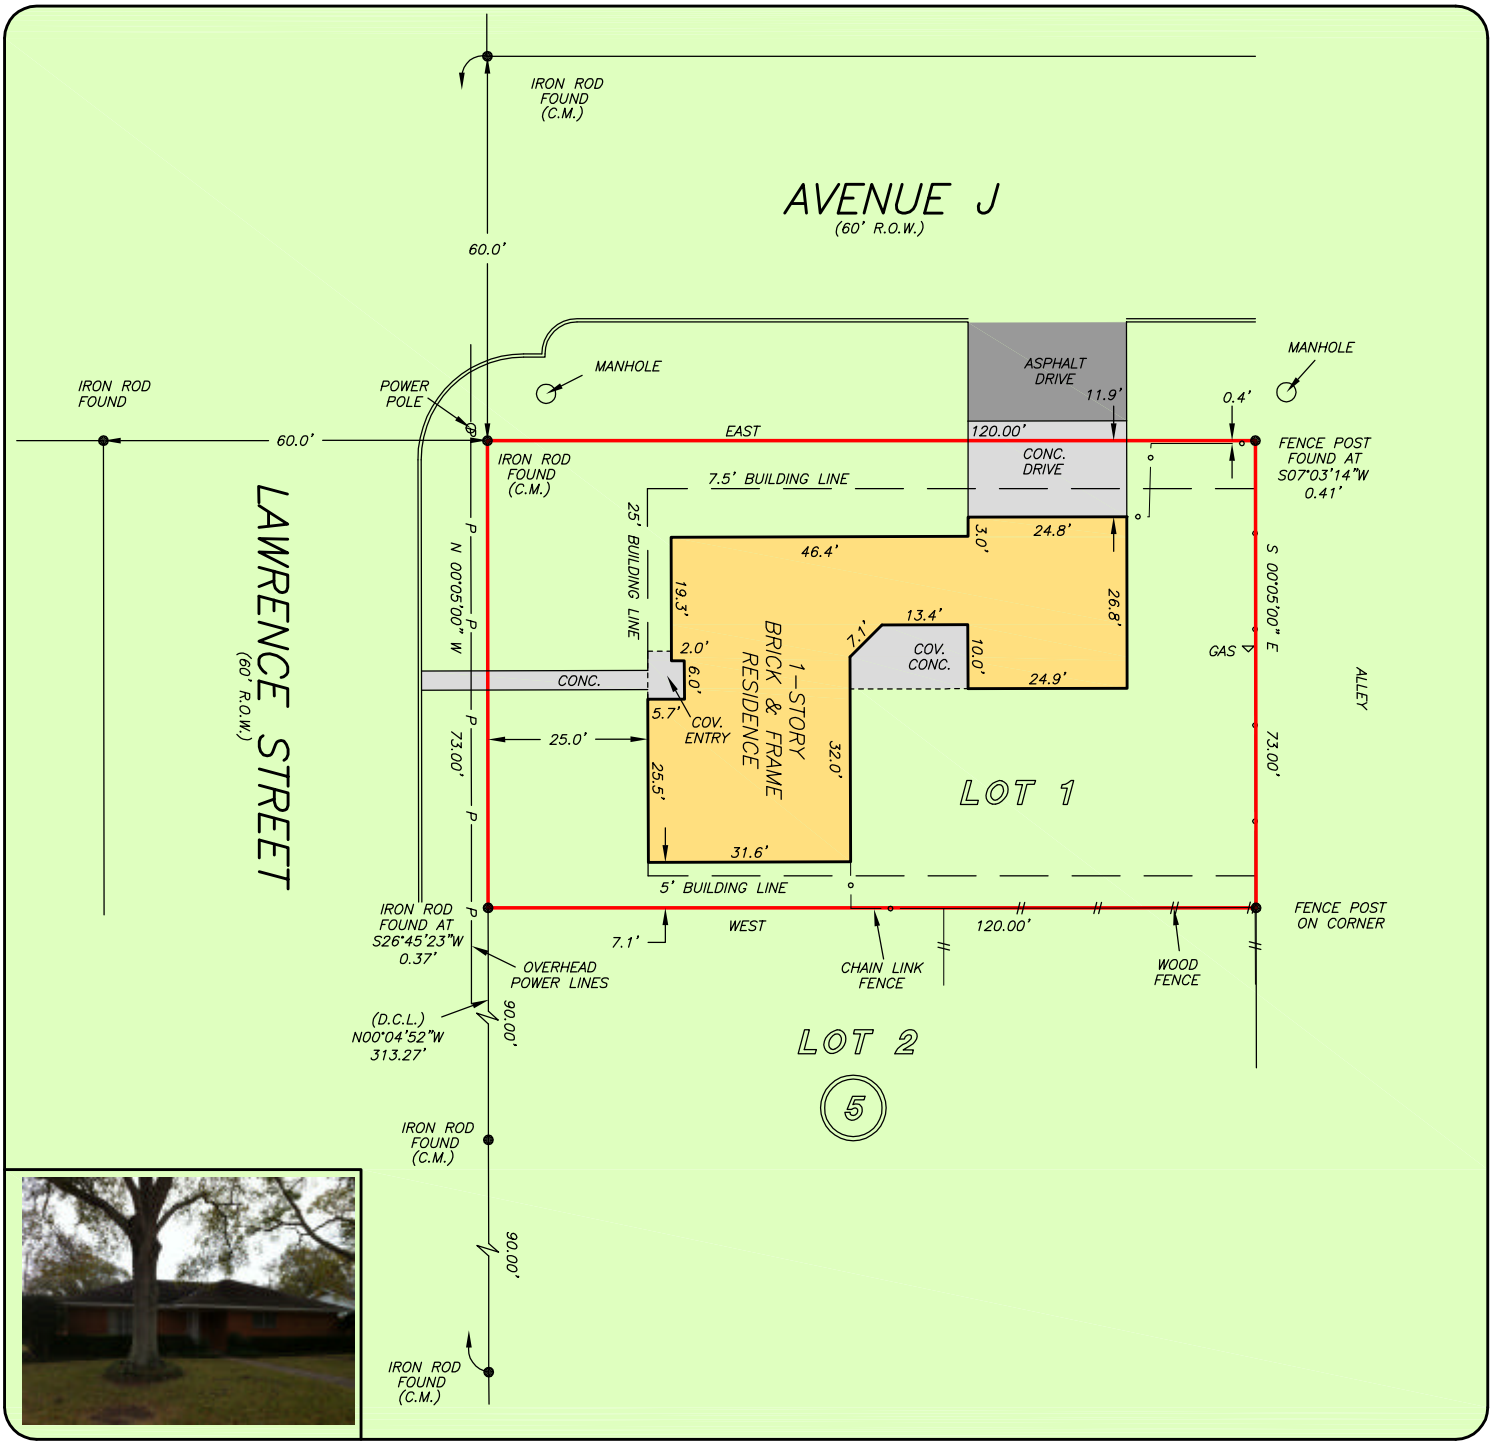 IRON ROD
FOUND
(C.M.)
AVENUE J
(60' R.O.W.)
60.0'
MANHOLE
MANHOLE
IRON ROD
FOUND
POWER
POLE
ASPHALT
DRIVE
11.9'
0.4'
60.0'
EAST
120.00'
IRON ROD
FOUND
(C.M.)
CONC.
DRIVE
FENCE POST
FOUND AT
S07°03'14"W
0.41'
7.5' BUILDING LINE
25' BUILDING LINE
LAWRENCE STREET
(60' R.O.W.)
P
P
P
P
P
P
N 00°05'00" W
73.00'
46.4'
3.0'
24.8'
S 00°05'00" E
73.00'
19.3'
26.8'
13.4'
7.1'
10.0'
COV.
CONC.
GAS
ALLEY
2.0'
6.0'
CONC.
24.9'
5.7'
COV.
ENTRY
1-STORY
BRICK & FRAME
RESIDENCE
25.0'
32.0'
25.5'
LOT 1
31.6'
5' BUILDING LINE
IRON ROD
FOUND AT
S26°45'23"W
0.37'
WEST
120.00'
FENCE POST
ON CORNER
7.1'
OVERHEAD
POWER LINES
CHAIN LINK
FENCE
WOOD
FENCE
(D.C.L.)
N00°04'52"W
313.27'
90.00'
LOT 2
5
IRON ROD
FOUND
(C.M.)
90.00'
IRON ROD
FOUND
(C.M.)